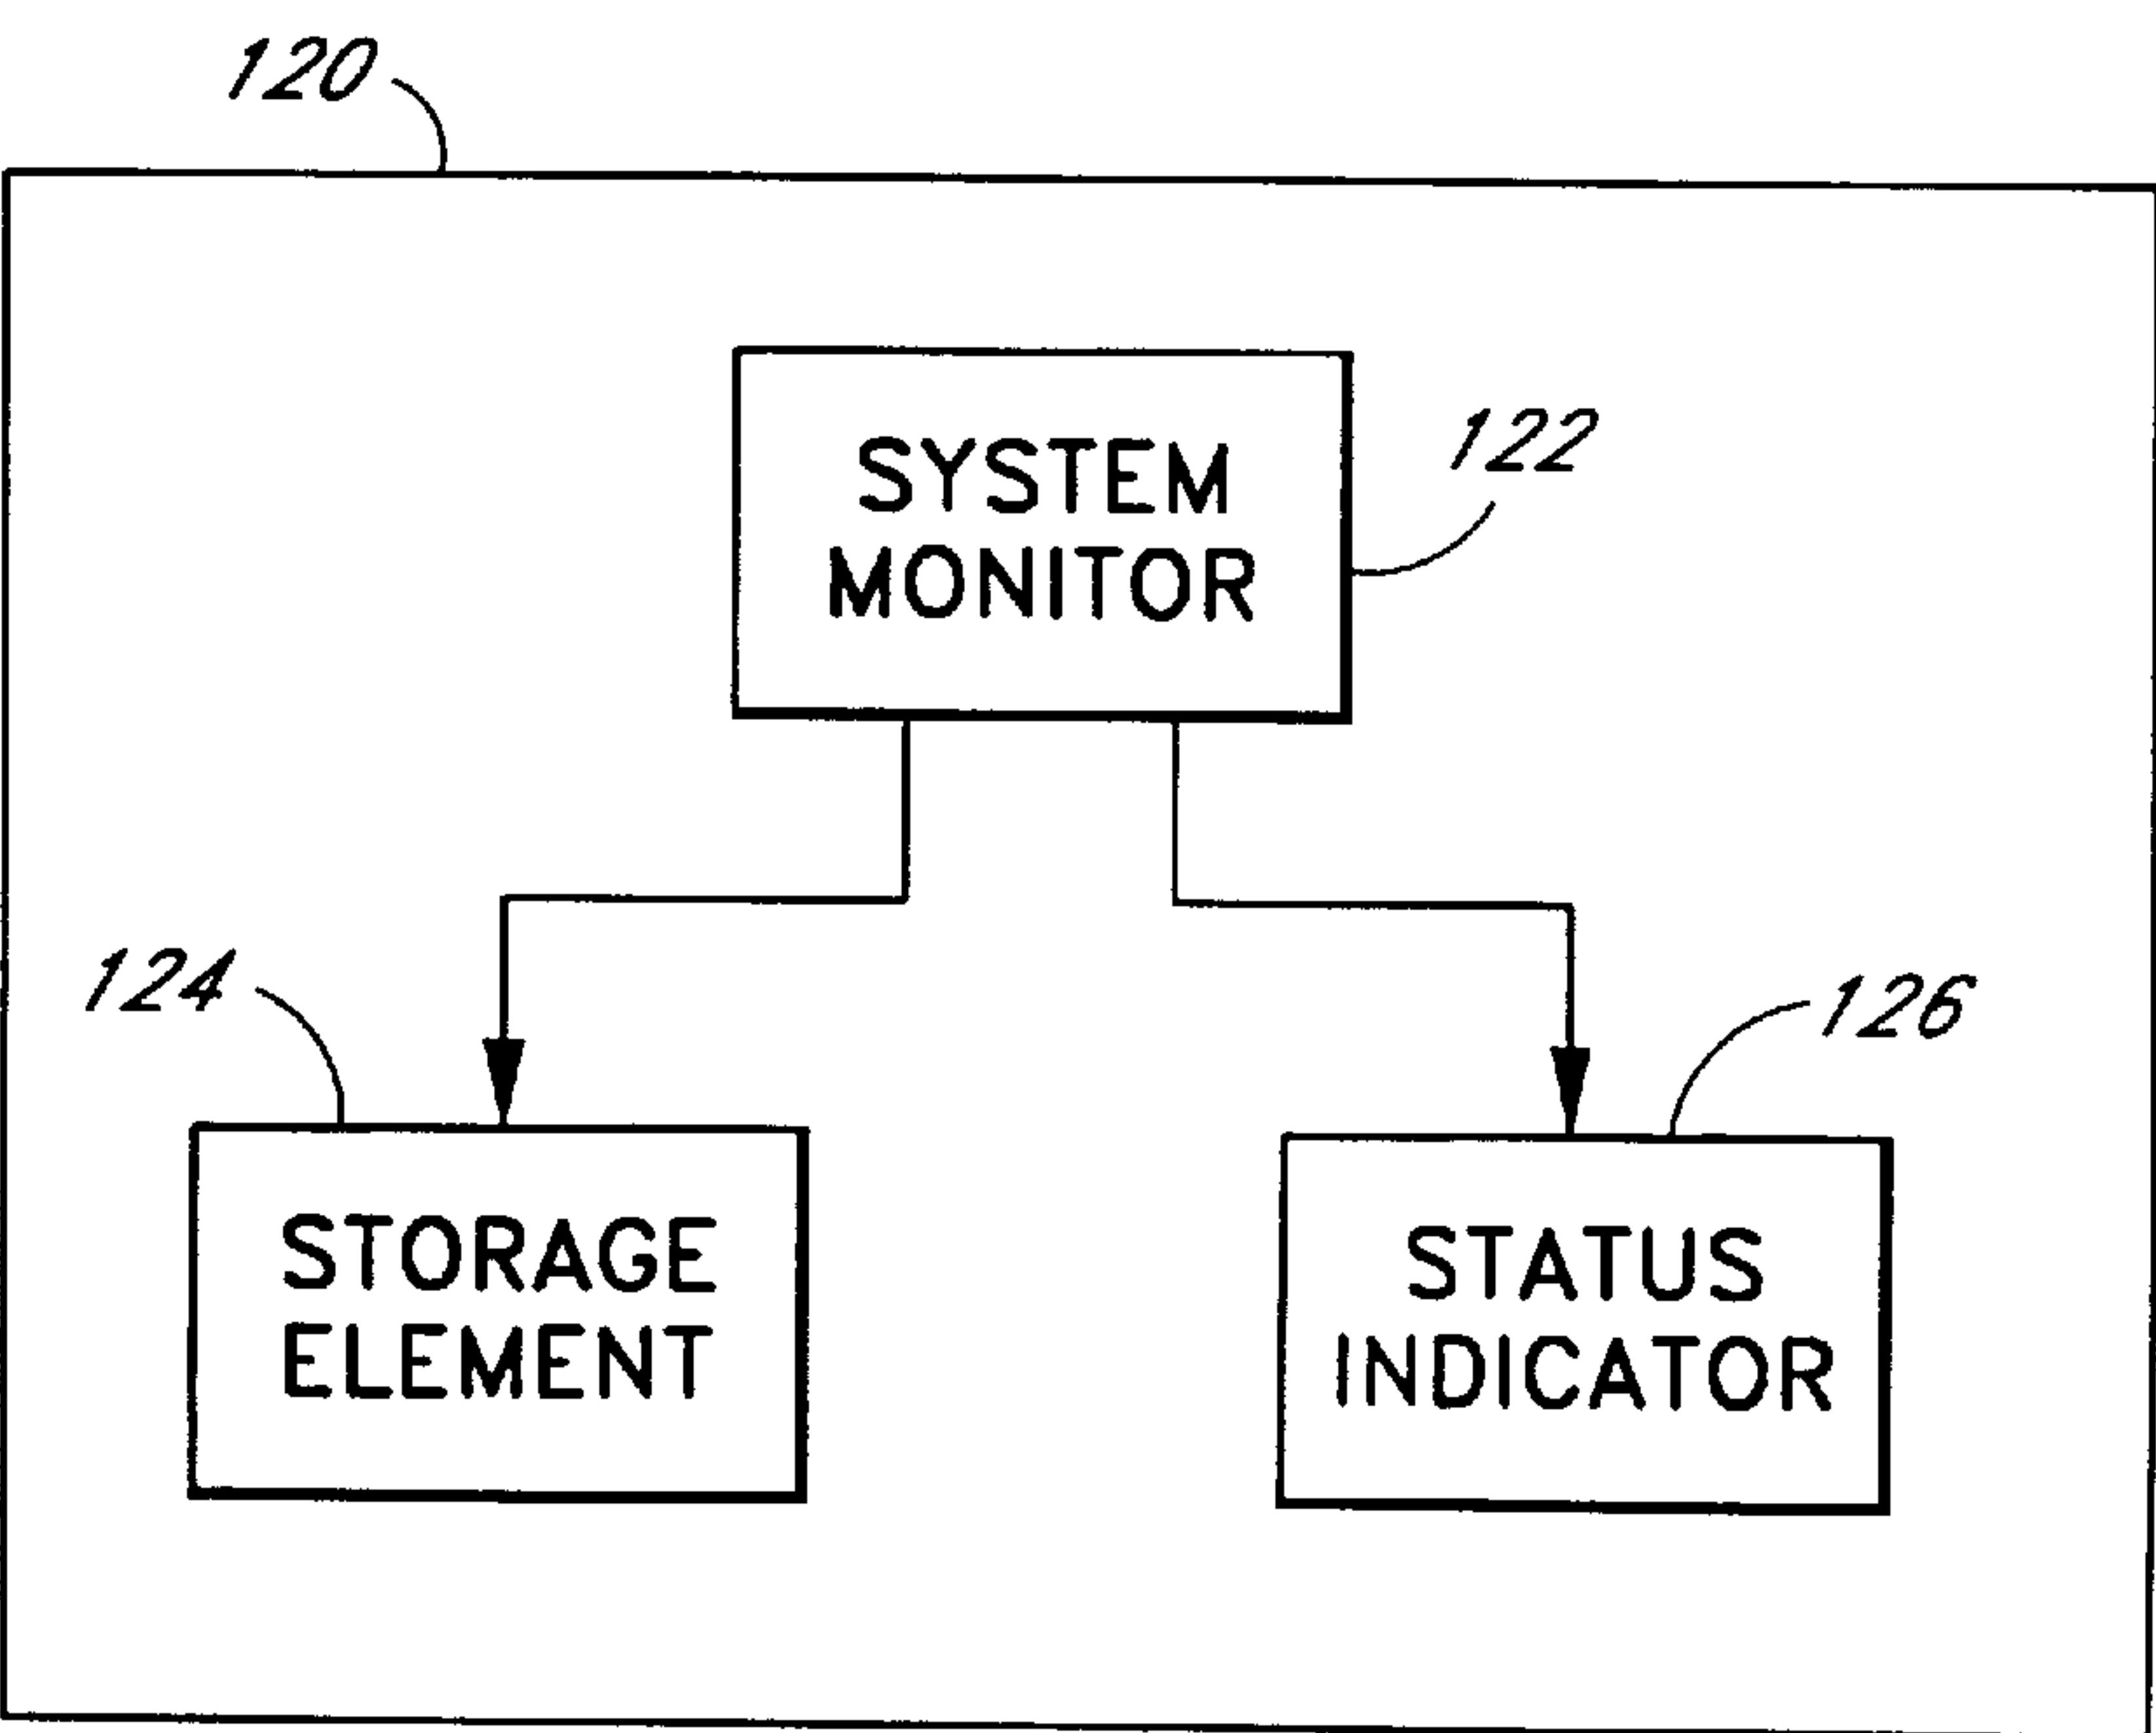 120
SYSTEM
MONITOR
122
124
126
STORAGE
ELEMENT
STATUS
INDICATOR